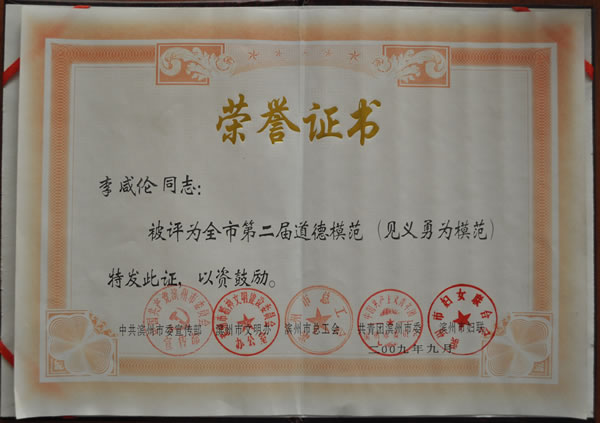 荣誉证书
李咸伦同志：
被评为全市第二届道德模范（见义勇为模范）
特发此证，以资鼓励。
中共滨州市委宣传部 滨州市文明办 滨州市总工会 共青团滨州市委 滨州市妇联
二00九年九月